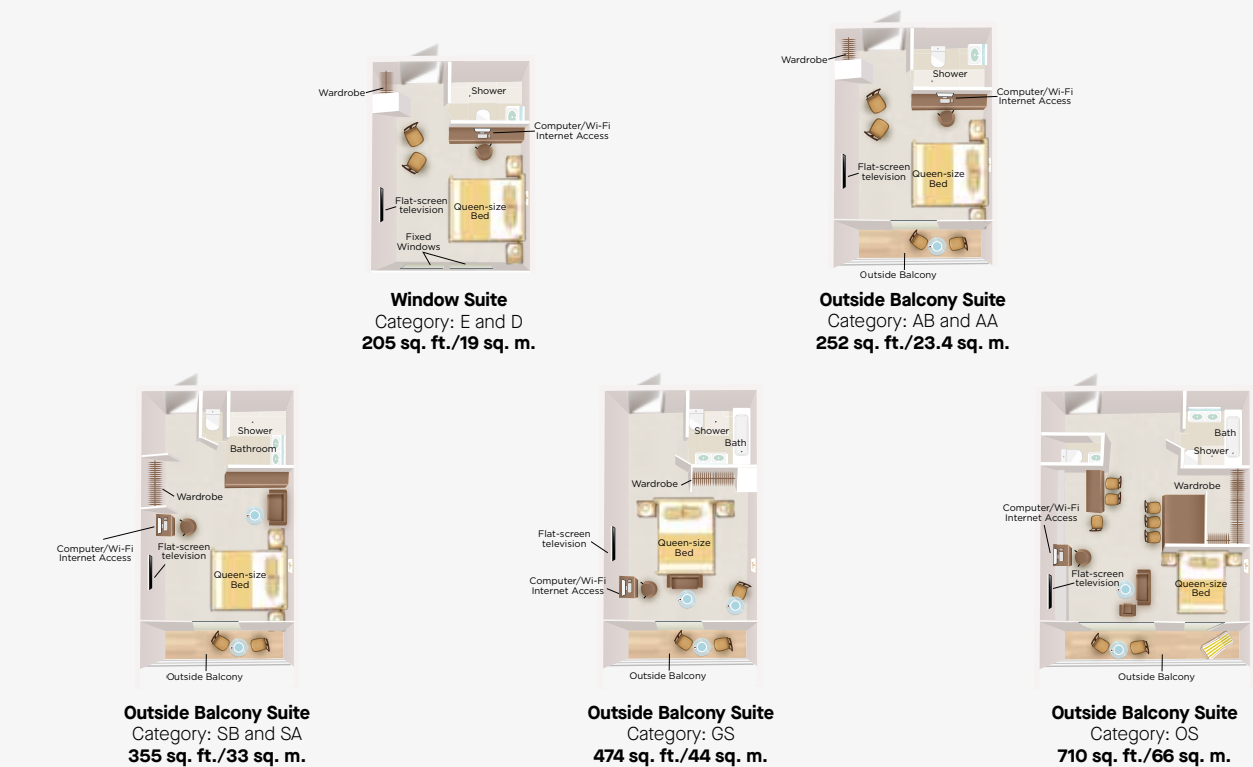 Wardrobe
Shower
Computer/Wi-Fi
Internet Access
Flat-screen
television
Queen-size
Bed
Fixed
Windows
Window Suite
Category: E and D
205 sq. ft./19 sq. m.
Wardrobe
Shower
Computer/Wi-Fi
Internet Access
Flat-screen
television
Queen-size
Bed
Outside Balcony
Outside Balcony Suite
Category: AB and AA
252 sq. ft./23.4 sq. m.
Shower
Bathroom
Wardrobe
Computer/Wi-Fi
Internet Access
Flat-screen
television
Queen-size
Bed
Outside Balcony
Outside Balcony Suite
Category: SB and SA
355 sq. ft./33 sq. m.
Shower
Bath
Wardrobe
Flat-screen
television
Queen-size
Bed
Computer/Wi-Fi
Internet Access
Outside Balcony
Outside Balcony Suite
Category: GS
474 sq. ft./44 sq. m.
Bath
Shower
Wardrobe
Computer/Wi-Fi
Internet Access
Flat-screen
television
Queen-size
Bed
Outside Balcony
Outside Balcony Suite
Category: OS
710 sq. ft./66 sq. m.